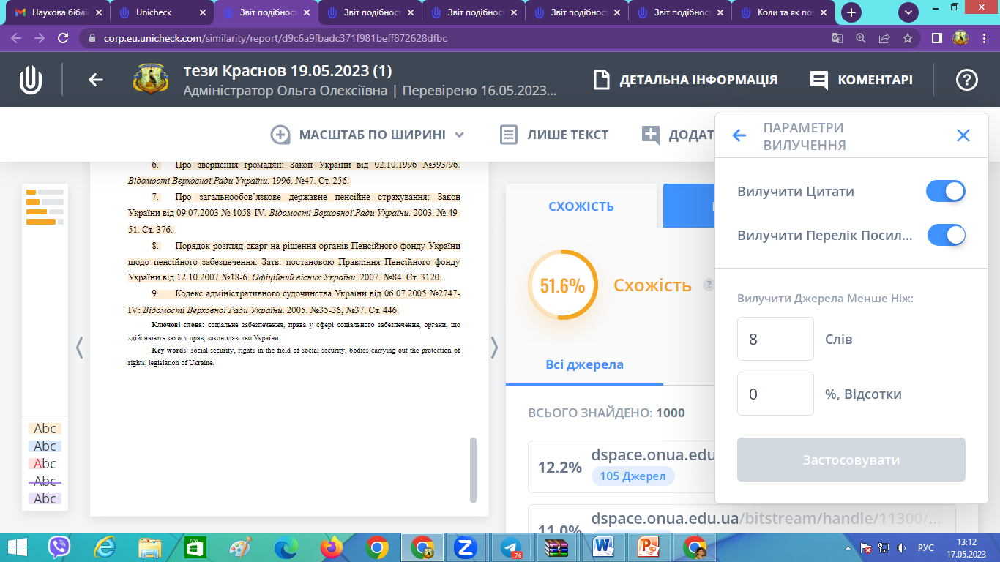 Наукова бібліс
Unicheck
Звіт подібност
Звіт подібност
Звіт подібност
Звіт подібност
Звіт подібност
Коли та як по
corp.eu.unicheck.com/similarity/report/d9c6a9fbadc371f981beff872628dfbc
тези Краснов 19.05.2023 (1)
Адміністратор Ольга Олексіївна | Перевірено 16.05.2023...
ДЕТАЛЬНА ІНФОРМАЦІЯ
КОМЕНТАРІ
МАСШТАБ ПО ШИРИНІ
ЛИШЕ ТЕКСТ
ДОДАТ
ПАРАМЕТРИ
ВИЛУЧЕННЯ
6. Про звернення громадян: Закон України від 02.10.1996 №393/96.
Відомості Верховної Ради України. 1996. №47. Ст. 256.
7. Про загальнообов’язкове державне пенсійне страхування: Закон
України від 09.07.2003 № 1058-IV. Відомості Верховної Ради України. 2003. № 49-
51. Ст. 376.
8. Порядок розгляд скарг на рішення органів Пенсійного фонду України
щодо пенсійного забезпечення: Затв. постановою Правління Пенсійного фонду
України від 12.10.2007 №18-6. Офіційний вісник України. 2007. №84. Ст. 3120.
9. Кодекс адміністративного судочинства України від 06.07.2005 №2747-
IV: Відомості Верховної Ради України. 2005. №35-36, №37. Ст. 446.
Ключові слова: соціальне забезпечення, права у сфері соціального забезпечення, органи, що
здійснюють захист прав, законодавство України.
Key words: social security, rights in the field of social security, bodies carrying out the protection of
rights, legislation of Ukraine.
Abc
Abc
Abc
Abc
Abc
СХОЖІСТЬ
51.6%
Схожість
?
Всі джерела
ВСЬОГО ЗНАЙДЕНО: 1000
12.2%
dspace.onua.edu
105 Джерел
11.0%
dspace.onua.edu.ua/bitstream/handle/11300/...
Вилучити Цитати
Вилучити Перелік Посил...
Вилучити Джерела Менше Ніж:
8
Слів
0
%, Відсотки
Застосовувати
.76
РУС
13:12
17.05.2023